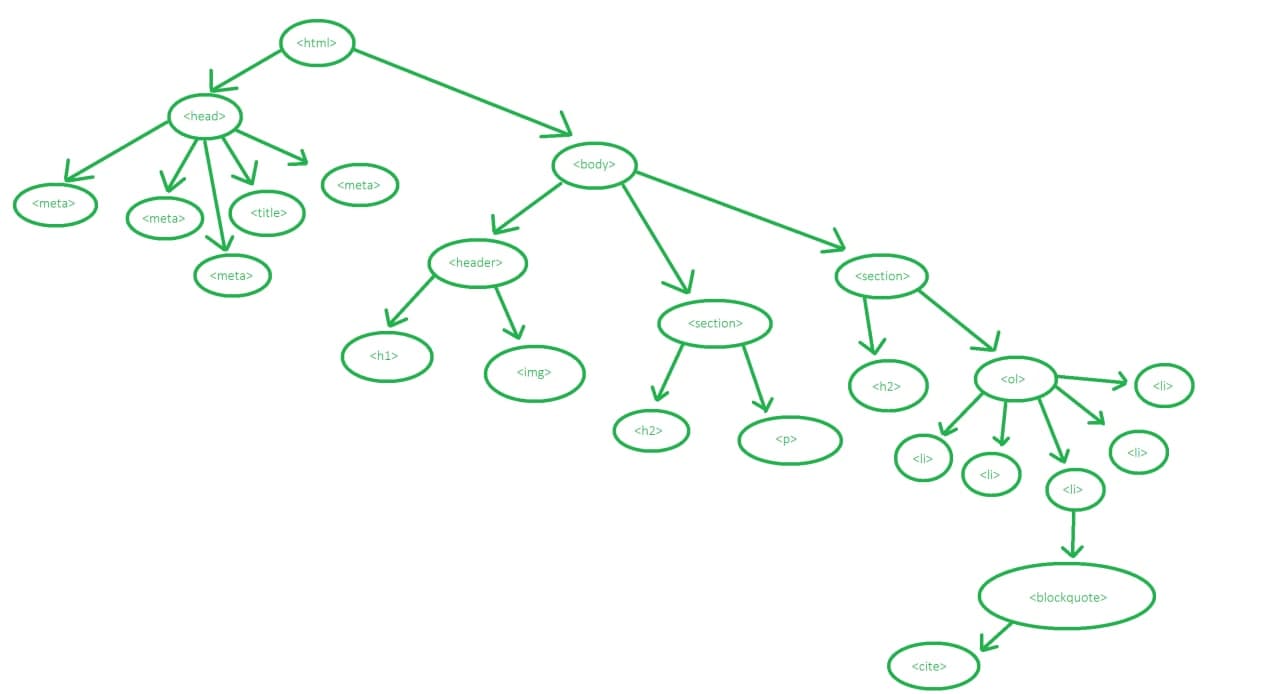 <html>
<head>
<body>
<meta>
<meta>
<meta>
<title>
<meta>
<header>
<section>
<section>
<h1>
<img>
<h2>
<p>
<h2>
<ol>
<li>
<li>
<li>
<li>
<li>
<blockquote>
<cite>